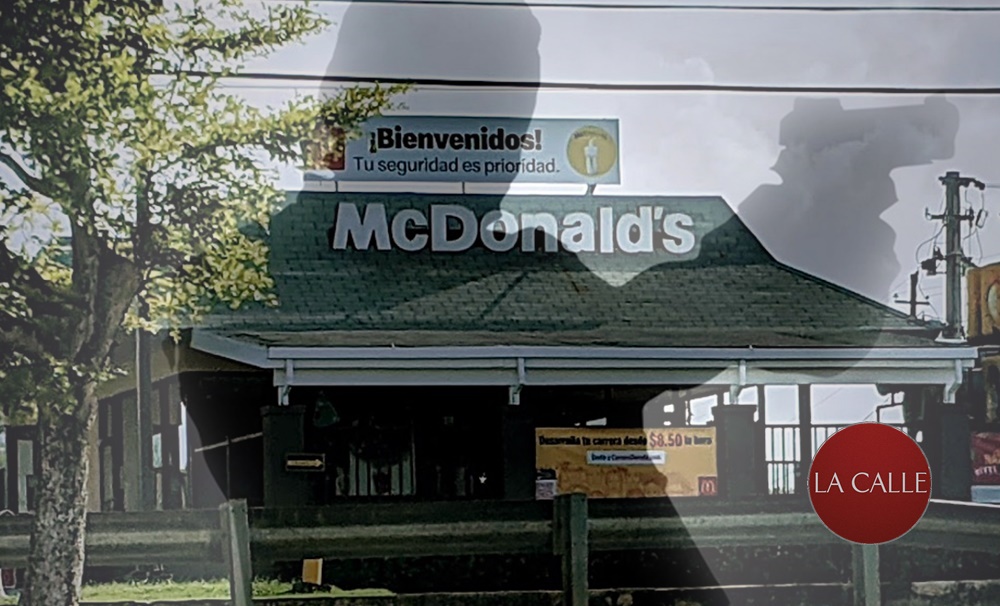 ¡Bienvenidos!
Tu seguridad es prioridad.
McDonald's
Desarrolla tu carrera desde $8.50 la hora
LA CALLE